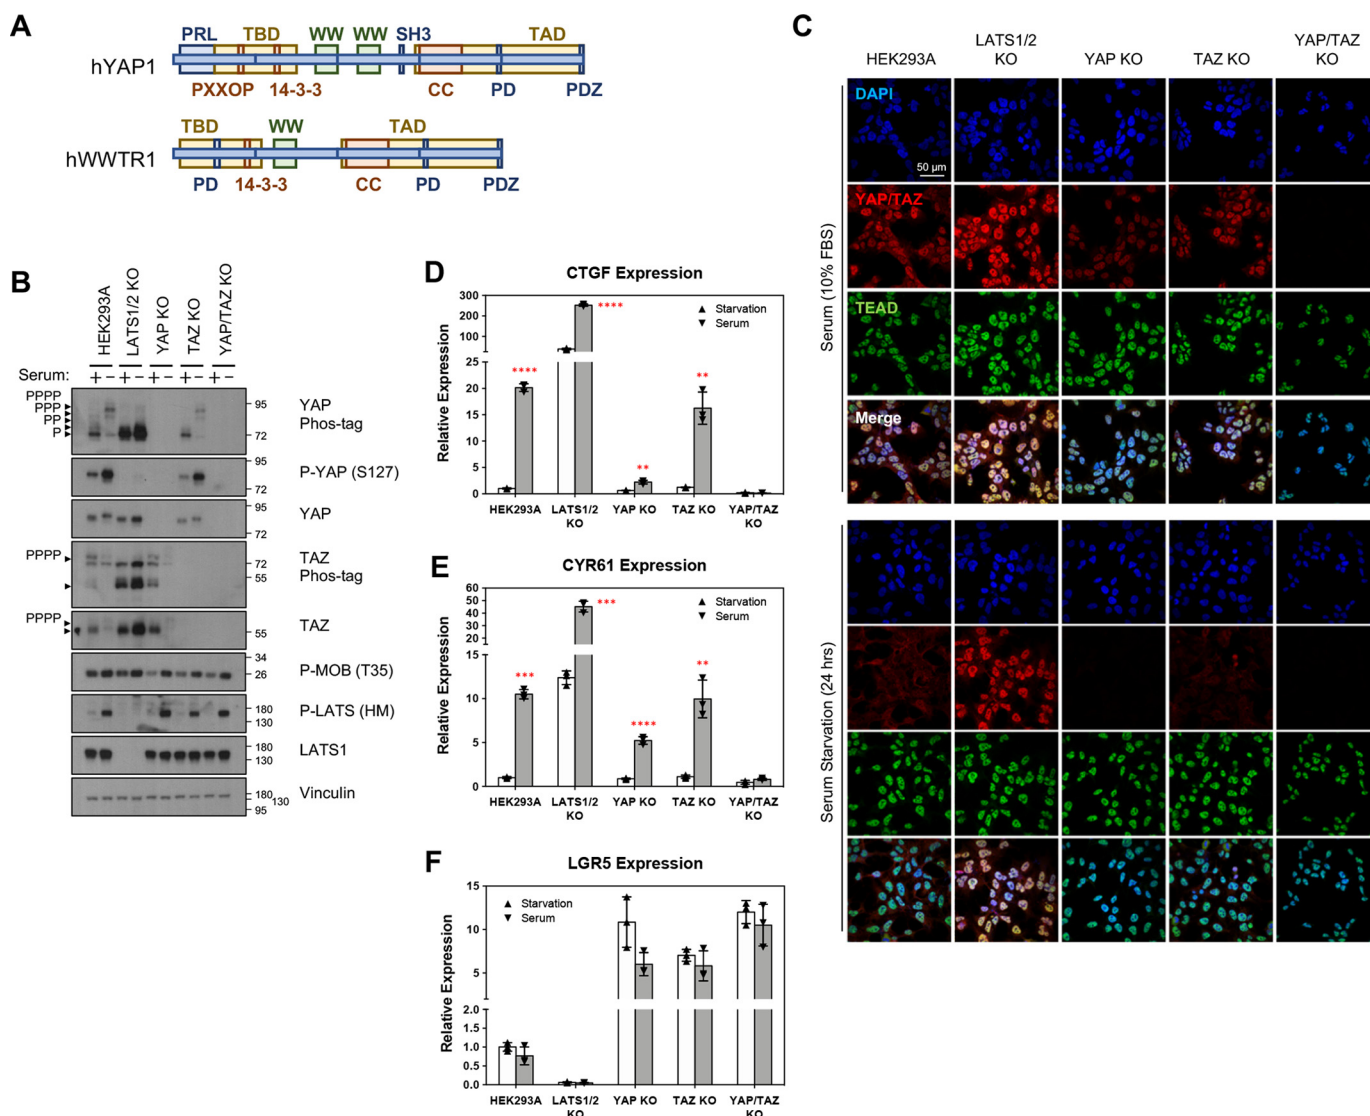 A
PRL TBD WW WW SH3 TAD
hYAP1
PXXOP 14-3-3 CC PD PDZ
TBD WW TAD
hWWTR1
PD 14-3-3 CC PD PDZ
B
HEK293A
LATS1/2 KO
YAP KO
TAZ KO
YAP/TAZ KO
Serum: + − + − + − + − + −
PPPP
PPP
PP
P
95
72
YAP
Phos-tag
95
72
P-YAP (S127)
95
72
YAP
PPPP
72
55
TAZ
Phos-tag
PPPP
55
TAZ
34
26
P-MOB (T35)
180
130
P-LATS (HM)
180
130
LATS1
180
130
95
Vinculin
C
HEK293A
LATS1/2
KO
YAP KO
TAZ KO
YAP/TAZ
KO
Serum (10% FBS)
DAPI
50 µm
YAP/TAZ
TEAD
Merge
Serum Starvation (24 hrs)
D
CTGF Expression
Relative Expression
300
200
100
25
20
15
10
5
0
Starvation
Serum
****
****
**
**
HEK293A
LATS1/2
KO
YAP KO
TAZ KO
YAP/TAZ
KO
E
CYR61 Expression
Relative Expression
60
50
40
30
20
15
10
5
0
Starvation
Serum
***
***
****
**
HEK293A
LATS1/2
KO
YAP KO
TAZ KO
YAP/TAZ
KO
F
LGR5 Expression
Relative Expression
15
10
5
2.0
1.5
1.0
0.5
0.0
Starvation
Serum
HEK293A
LATS1/2
KO
YAP KO
TAZ KO
YAP/TAZ
KO